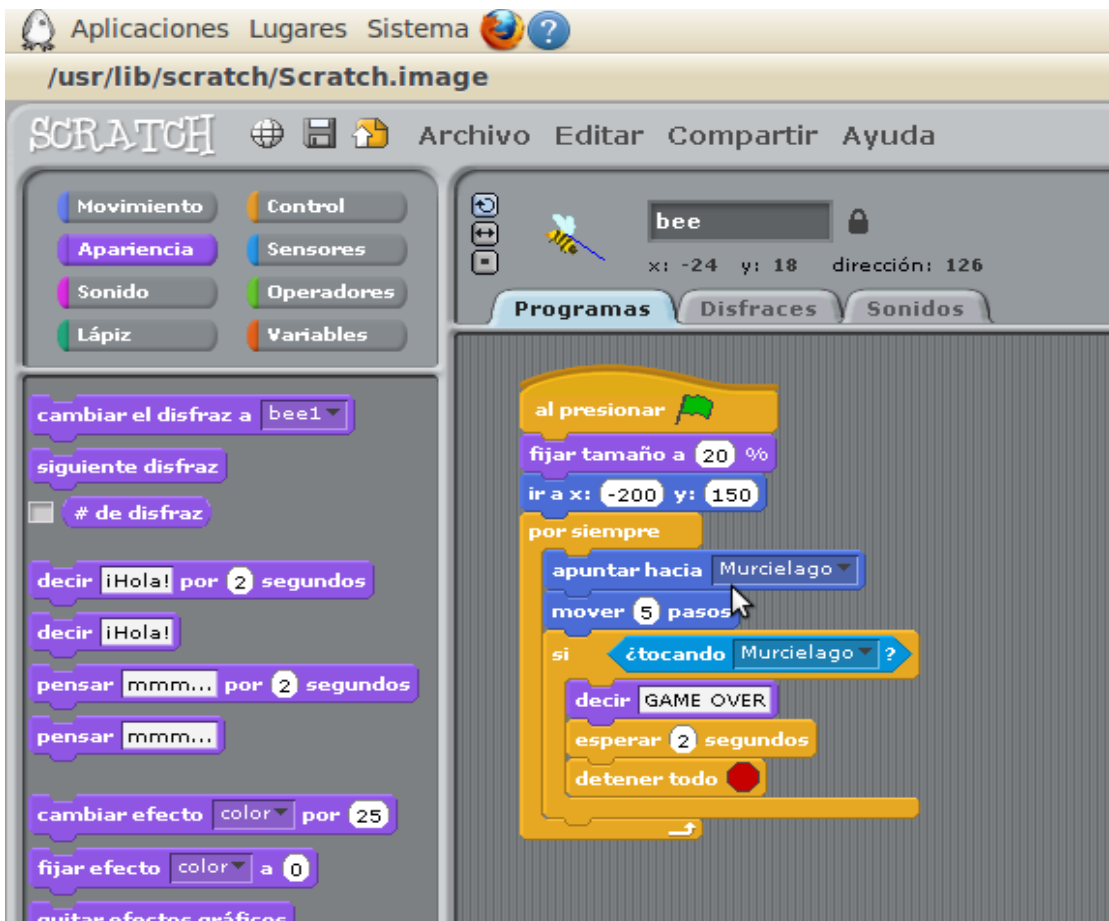 Aplicaciones Lugares Sistema ?
/usr/lib/scratch/Scratch.image
SCRATCH Archivo Editar Compartir Ayuda
Movimiento Control
Apariencia Sensores
Sonido Operadores
Lápiz Variables
bee
x: -24 y: 18 dirección: 126
Programas Disfraces Sonidos
cambiar el disfraz a bee1
siguiente disfraz
# de disfraz
decir ¡Hola! por 2 segundos
decir ¡Hola!
pensar mmm... por 2 segundos
pensar mmm...
cambiar efecto color por 25
fijar efecto color a 0
quitar efectos gráficos
al presionar
fijar tamaño a 20 %
ir a x: -200 y: 150
por siempre
apuntar hacia Murcielago
mover 5 pasos
si ¿tocando Murcielago ?
decir GAME OVER
esperar 2 segundos
detener todo